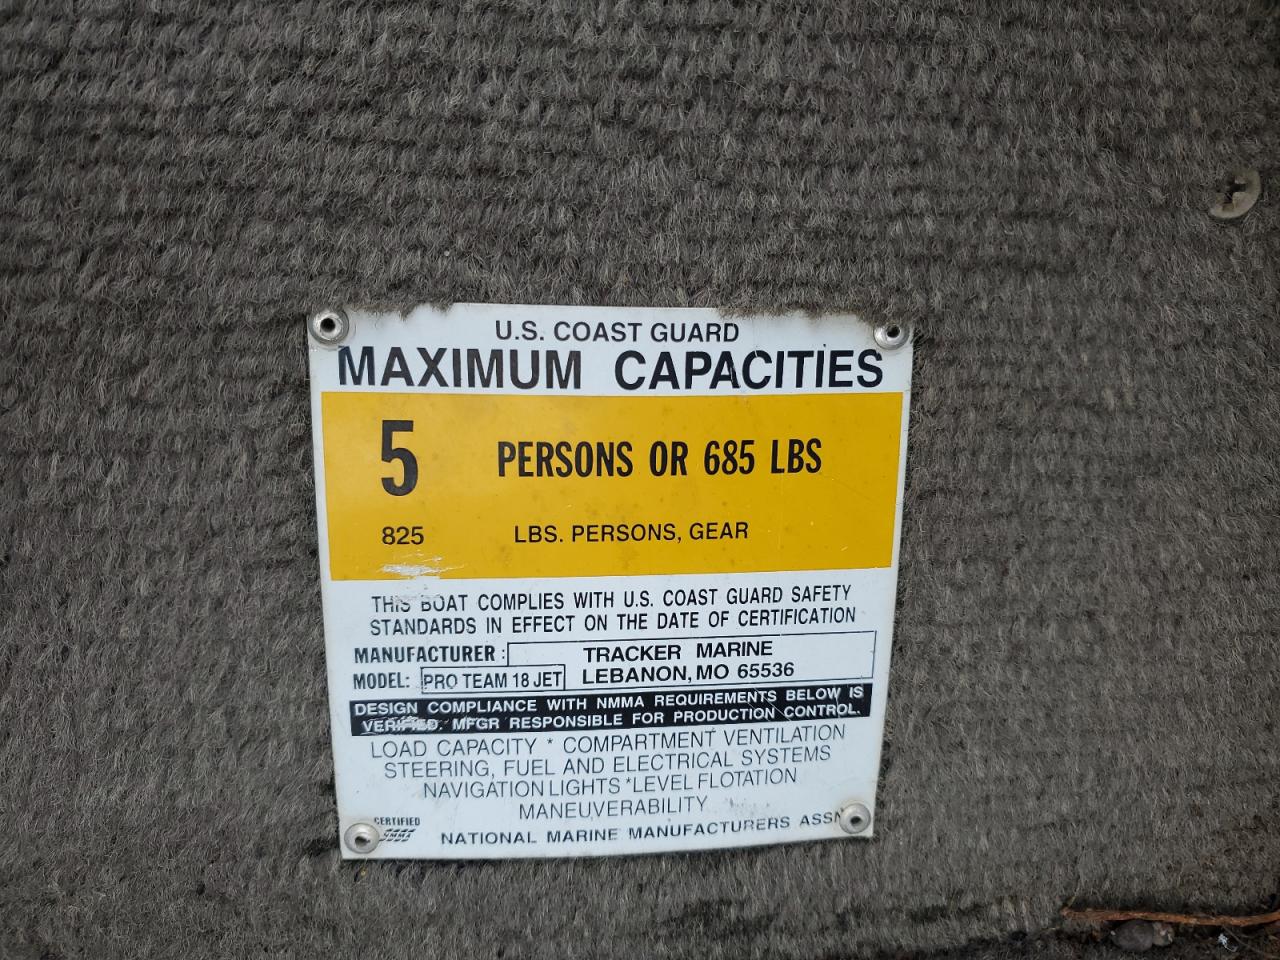 U.S. COAST GUARD
MAXIMUM CAPACITIES
5 PERSONS OR 685 LBS
825 LBS. PERSONS, GEAR
THIS BOAT COMPLIES WITH U.S. COAST GUARD SAFETY
STANDARDS IN EFFECT ON THE DATE OF CERTIFICATION
MANUFACTURER: TRACKER MARINE
MODEL: PRO TEAM 18 JET LEBANON, MO 65536
DESIGN COMPLIANCE WITH NMMA REQUIREMENTS BELOW IS
VERIFIED. MFGR RESPONSIBLE FOR PRODUCTION CONTROL.
LOAD CAPACITY * COMPARTMENT VENTILATION
STEERING, FUEL AND ELECTRICAL SYSTEMS
NAVIGATION LIGHTS *LEVEL FLOTATION
MANEUVERABILITY
CERTIFIED
NMMA
NATIONAL MARINE MANUFACTURERS ASSN